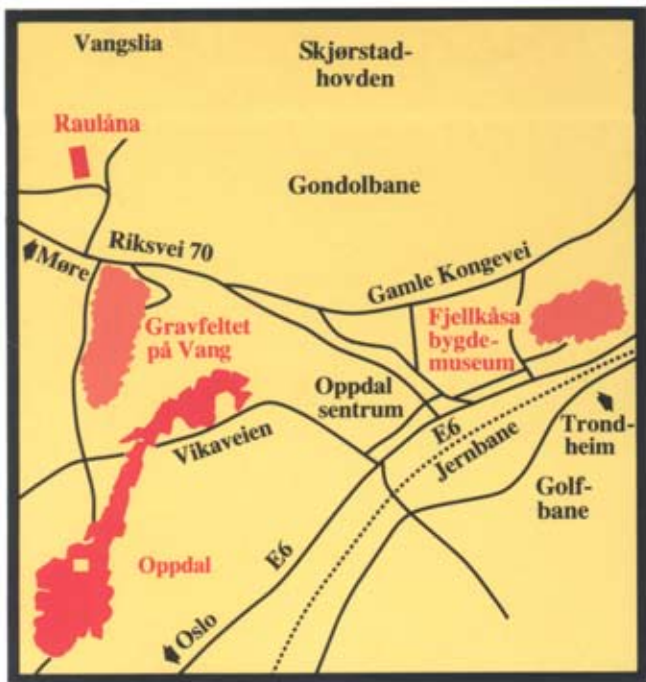 Vangslia
Skjørstad-
hovden
Raulåna
Gondolbane
Riksvei 70
Møre
Gamle Kongevei
Gravfeltet
på Vang
Fjellkåsa
bygde-
museum
Oppdal
sentrum
E6
Trond-
heim
Vikaveien
Jernbane
Golf-
bane
Oppdal
E6
Oslo